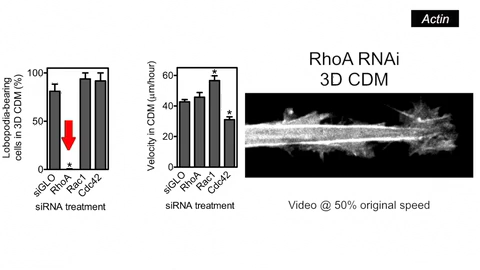 Actin
RhoA RNAi
3D CDM
Lobopodia-bearing
cells in 3D CDM (%)
100
50
0
*
siGLO
RhoA
Rac1
Cdc42
siRNA treatment
Velocity in CDM (μm/hour)
60
40
20
0
*
*
siGLO
RhoA
Rac1
Cdc42
siRNA treatment
Video @ 50% original speed